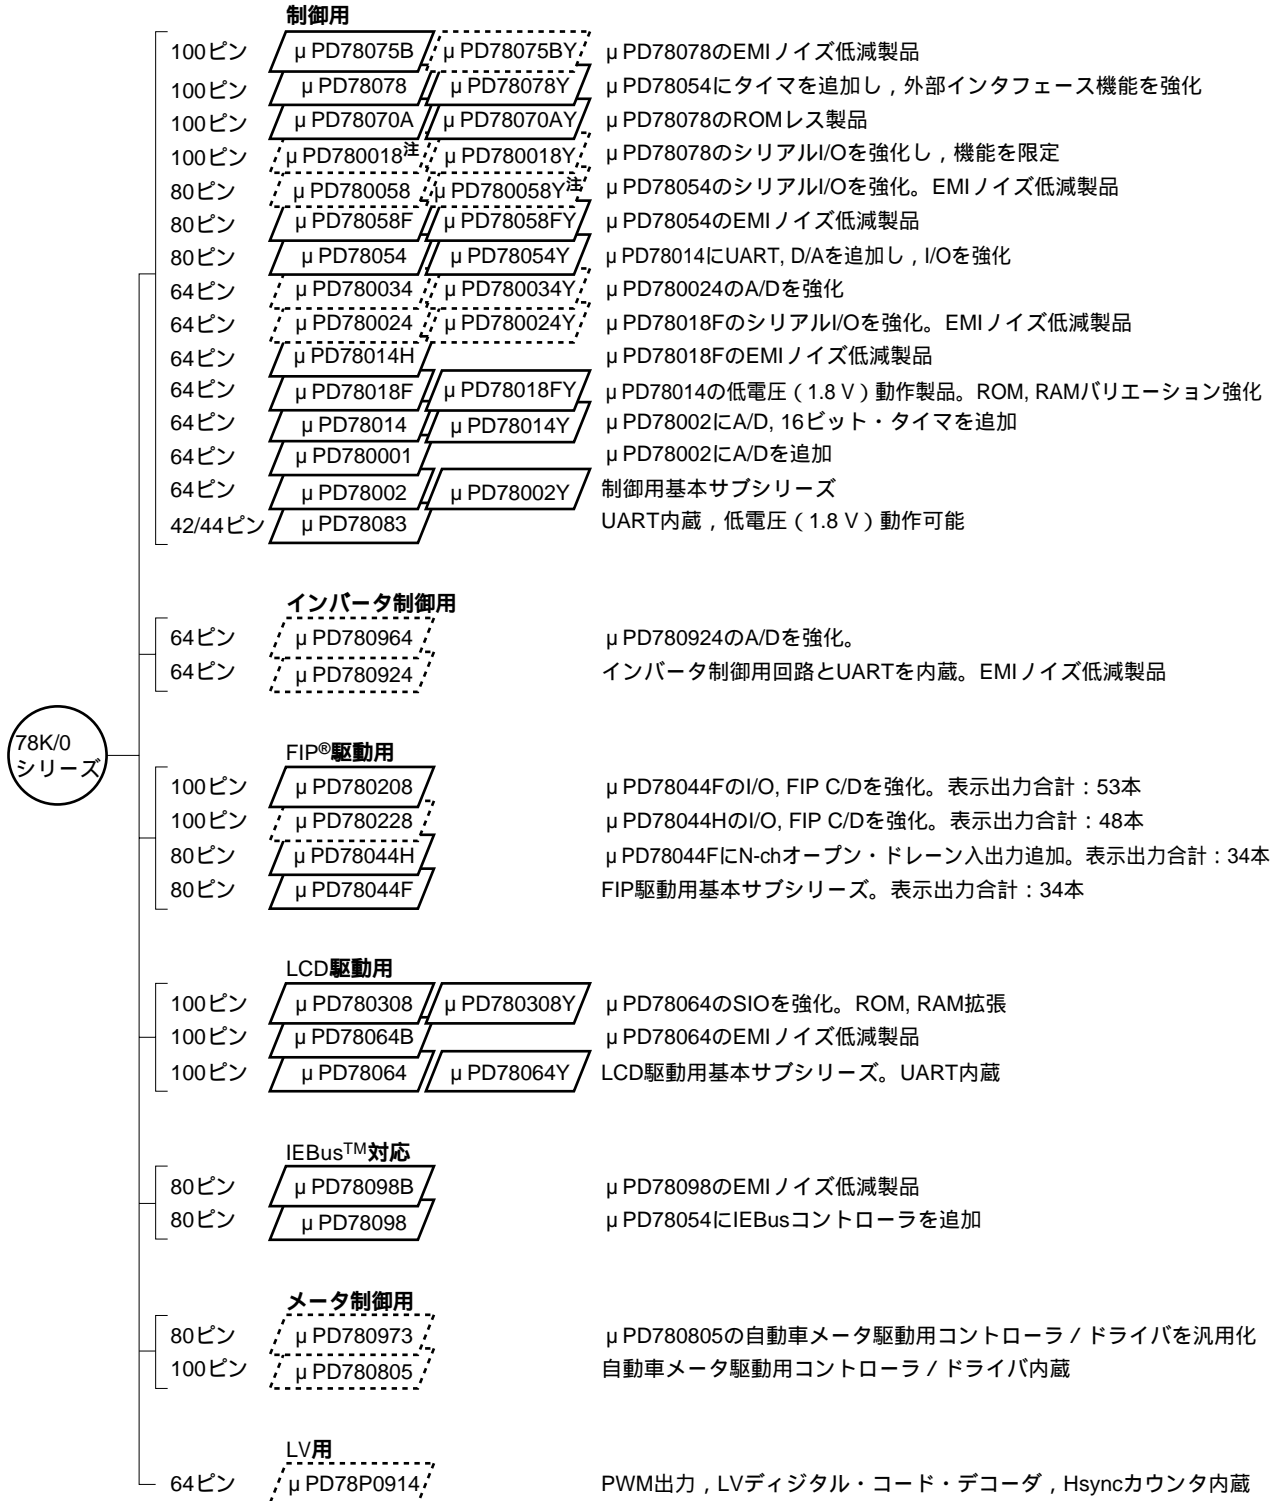 制御用
100ピン μPD78075B μPD78075BY μPD78078のEMIノイズ低減製品
100ピン μPD78078 μPD78078Y μPD78054にタイマを追加し，外部インタフェース機能を強化
100ピン μPD78070A μPD78070AY μPD78078のROMレス製品
100ピン μPD780018注 μPD780018Y μPD78078のシリアルI/Oを強化し，機能を限定
80ピン μPD780058 μPD780058Y注 μPD78054のシリアルI/Oを強化。EMIノイズ低減製品
80ピン μPD78058F μPD78058FY μPD78054のEMIノイズ低減製品
80ピン μPD78054 μPD78054Y μPD78014にUART, D/Aを追加し，I/Oを強化
64ピン μPD780034 μPD780034Y μPD780024のA/Dを強化
64ピン μPD780024 μPD780024Y μPD78018FのシリアルI/Oを強化。EMIノイズ低減製品
64ピン μPD78014H μPD78018FのEMIノイズ低減製品
64ピン μPD78018F μPD78018FY μPD78014の低電圧（1.8 V）動作製品。ROM, RAMバリエーション強化
64ピン μPD78014 μPD78014Y μPD78002にA/D, 16ビット・タイマを追加
64ピン μPD780001 μPD78002にA/Dを追加
64ピン μPD78002 μPD78002Y 制御用基本サブシリーズ
42/44ピン μPD78083 UART内蔵，低電圧（1.8 V）動作可能
インバータ制御用
64ピン μPD780964 μPD780924のA/Dを強化。
64ピン μPD780924 インバータ制御用回路とUARTを内蔵。EMIノイズ低減製品
78K/0
シリーズ
FIP®駆動用
100ピン μPD780208 μPD78044FのI/O, FIP C/Dを強化。表示出力合計：53本
100ピン μPD780228 μPD78044HのI/O, FIP C/Dを強化。表示出力合計：48本
80ピン μPD78044H μPD78044FにN-chオープン・ドレーン入出力追加。表示出力合計：34本
80ピン μPD78044F FIP駆動用基本サブシリーズ。表示出力合計：34本
LCD駆動用
100ピン μPD780308 μPD780308Y μPD78064のSIOを強化。ROM, RAM拡張
100ピン μPD78064B μPD78064のEMIノイズ低減製品
100ピン μPD78064 μPD78064Y LCD駆動用基本サブシリーズ。UART内蔵
IEBusTM対応
80ピン μPD78098B μPD78098のEMIノイズ低減製品
80ピン μPD78098 μPD78054にIEBusコントローラを追加
メータ制御用
80ピン μPD780973 μPD780805の自動車メータ駆動用コントローラ／ドライバを汎用化
100ピン μPD780805 自動車メータ駆動用コントローラ／ドライバ内蔵
LV用
64ピン μPD78P0914 PWM出力，LVディジタル・コード・デコーダ，Hsyncカウンタ内蔵